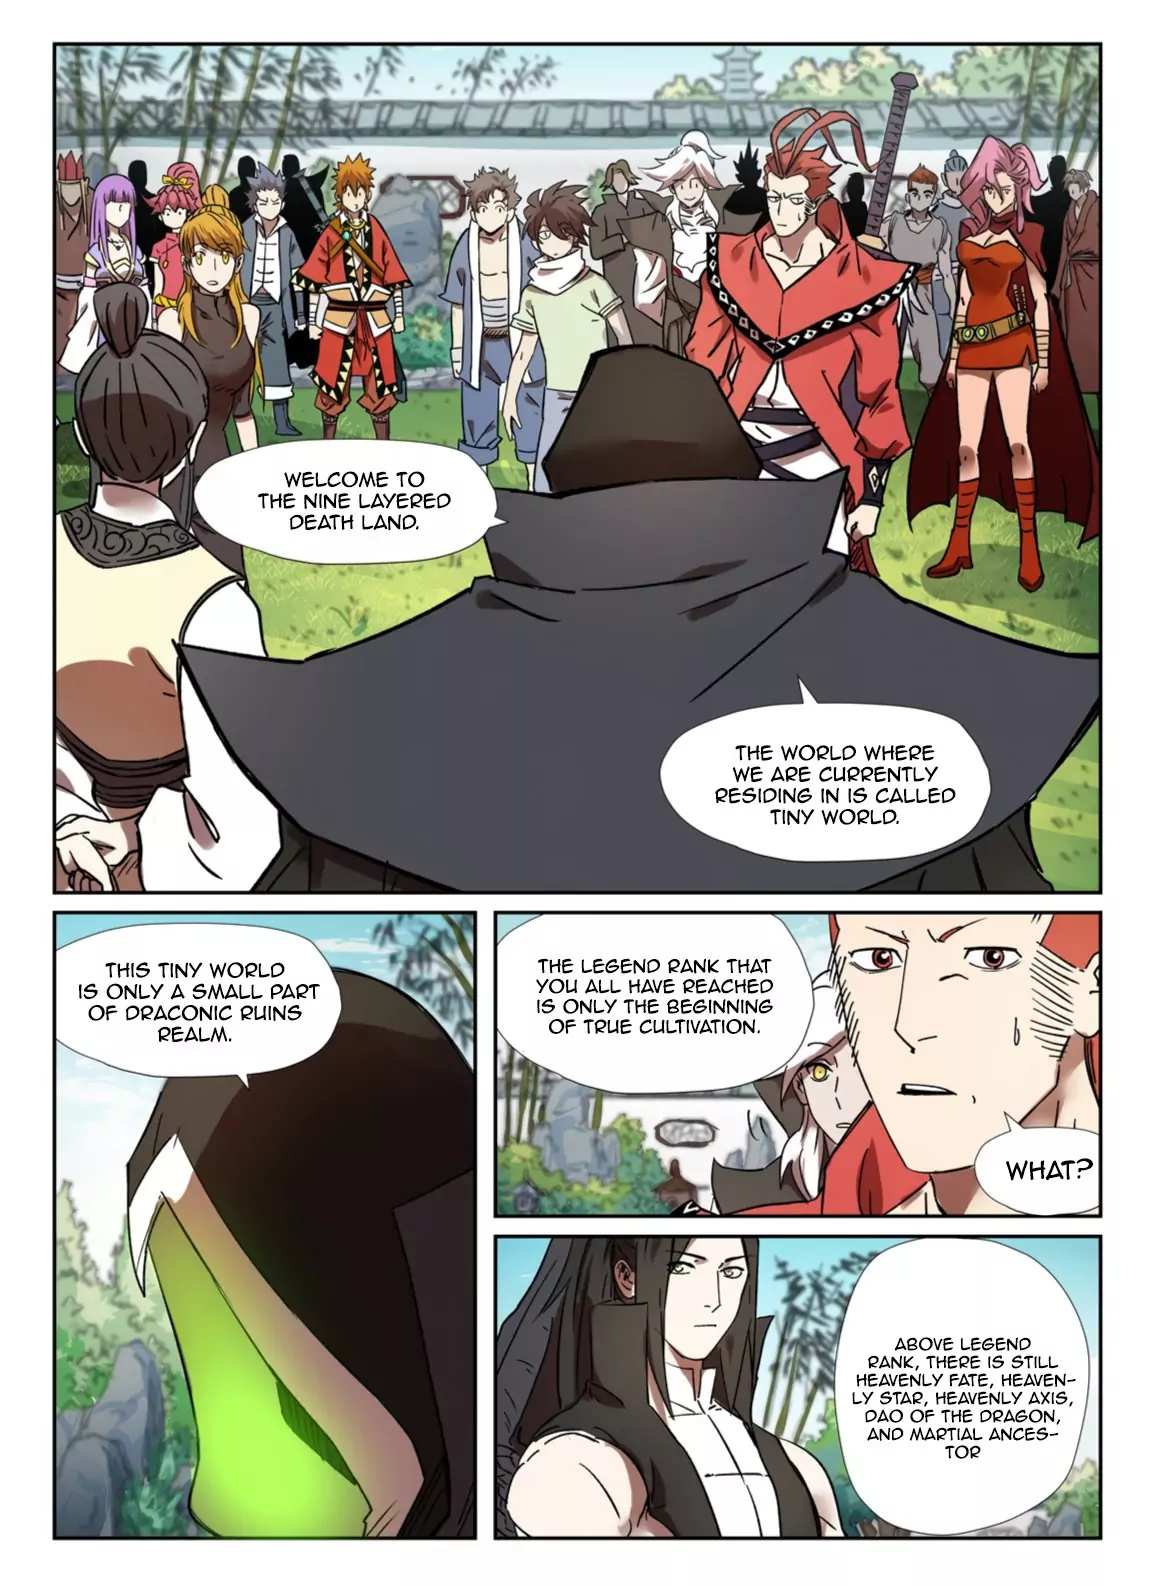 WELCOME TO
THE NINE LAYERED
DEATH LAND.
THE WORLD WHERE
WE ARE CURRENTLY
RESIDING IN IS CALLED
TINY WORLD.
THIS TINY WORLD
IS ONLY A SMALL PART
OF DRACONIC RUINS
REALM.
THE LEGEND RANK THAT
YOU ALL HAVE REACHED
IS ONLY THE BEGINNING
OF TRUE CULTIVATION.
WHAT?
ABOVE LEGEND
RANK, THERE IS STILL
HEAVENLY FATE, HEAVEN-
LY STAR, HEAVENLY AXIS,
DAO OF THE DRAGON,
AND MARTIAL ANCES-
TOR